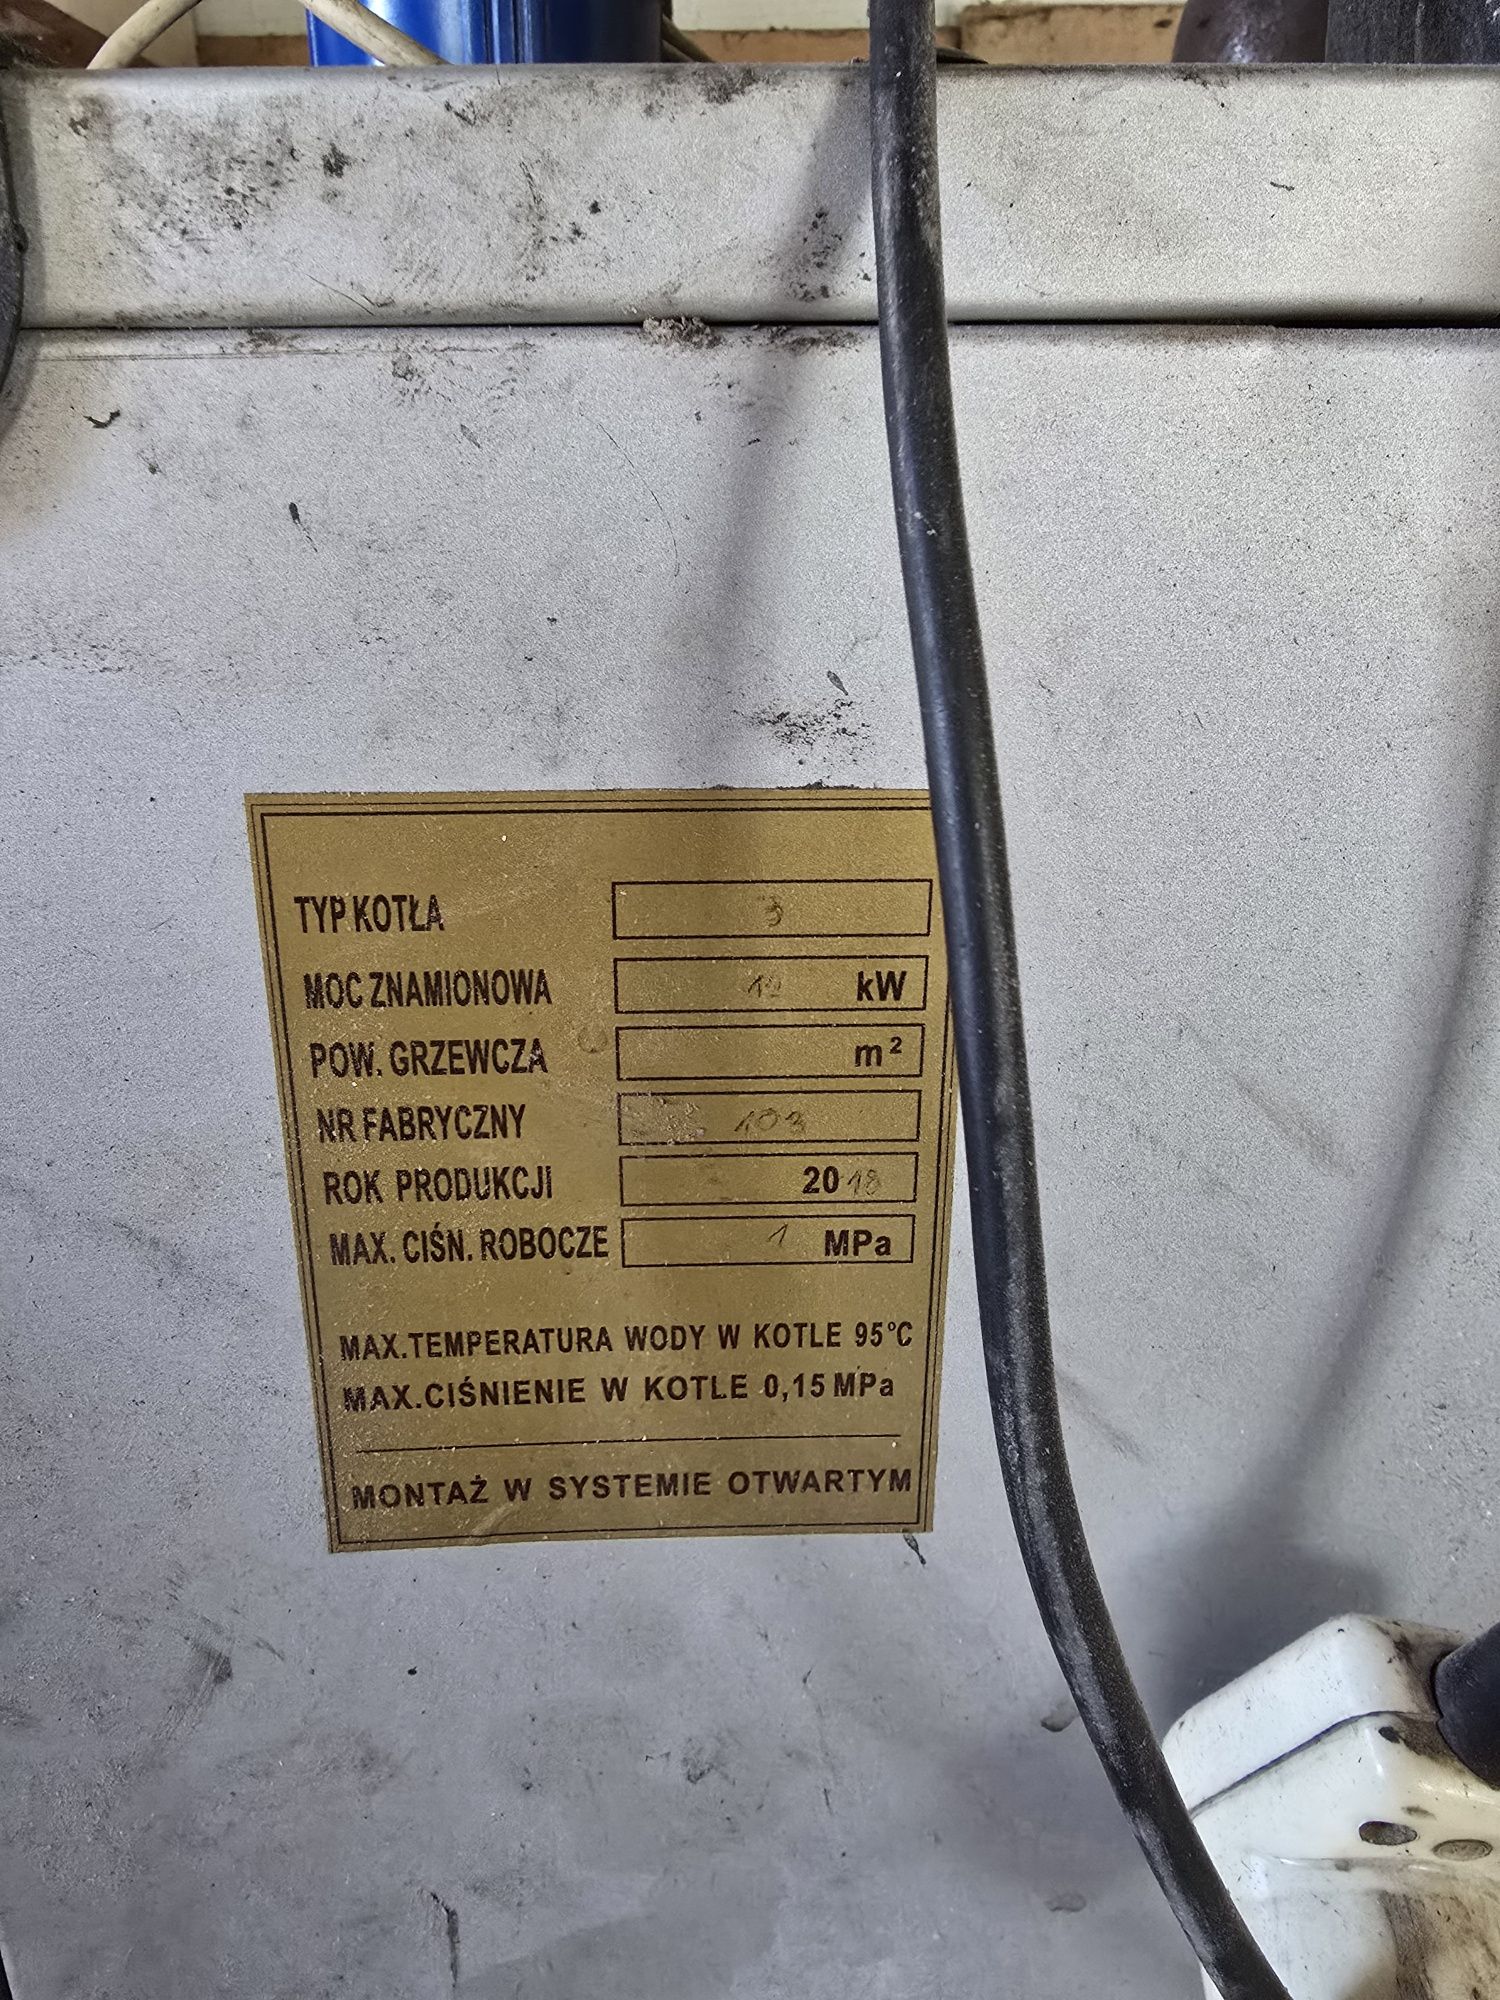 TYP KOTŁA 3
MOC ZNAMIONOWA kW
POW. GRZEWCZA m²
NR FABRYCZNY 103
ROK PRODUKCJI 2018
MAX. CIŚN. ROBOCZE 1 MPa
MAX.TEMPERATURA WODY W KOTLE 95°C
MAX.CIŚNIENIE W KOTLE 0,15 MPa
MONTAŻ W SYSTEMIE OTWARTYM